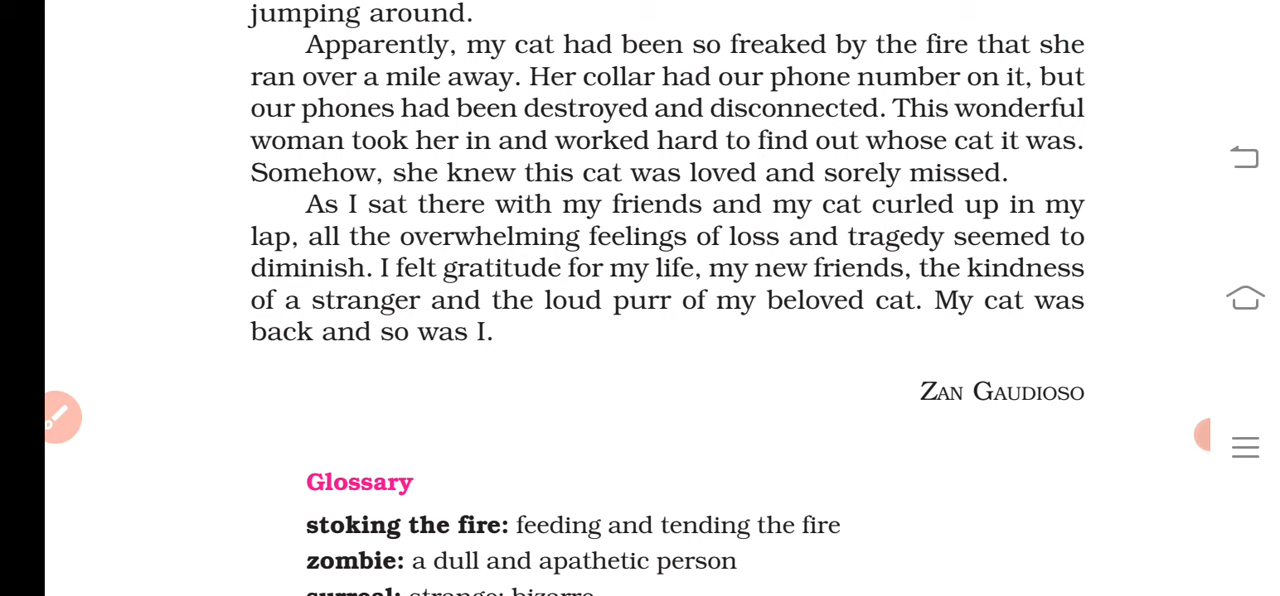 jumping around.
Apparently, my cat had been so freaked by the fire that she
ran over a mile away. Her collar had our phone number on it, but
our phones had been destroyed and disconnected. This wonderful
woman took her in and worked hard to find out whose cat it was.
Somehow, she knew this cat was loved and sorely missed.
As I sat there with my friends and my cat curled up in my
lap, all the overwhelming feelings of loss and tragedy seemed to
diminish. I felt gratitude for my life, my new friends, the kindness
of a stranger and the loud purr of my beloved cat. My cat was
back and so was I.
ZAN GAUDIOSO
Glossary
stoking the fire: feeding and tending the fire
zombie: a dull and apathetic person
surreal: strange; bizarre